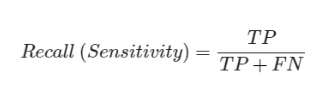 Recall (Sensitivity) = TP / TP + FN